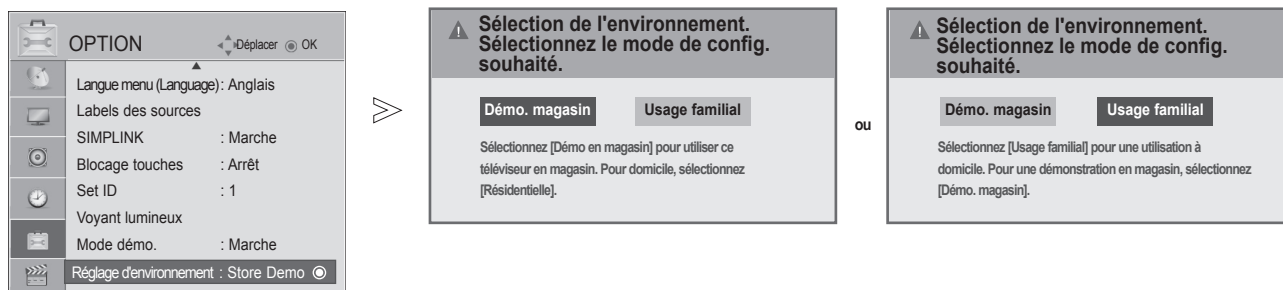 OPTION Déplacer OK
Langue menu (Language) : Anglais
Labels des sources
SIMPLINK : Marche
Blocage touches : Arrêt
Set ID : 1
Voyant lumineux
Mode démo. : Marche
Réglage d'environnement : Store Demo
Sélection de l'environnement.
Sélectionnez le mode de config.
souhaité.
Démo. magasin Usage familial
Sélectionnez [Démo en magasin] pour utiliser ce
téléviseur en magasin. Pour domicile, sélectionnez
[Résidentielle].
ou
Sélection de l'environnement.
Sélectionnez le mode de config.
souhaité.
Démo. magasin Usage familial
Sélectionnez [Usage familial] pour une utilisation à
domicile. Pour une démonstration en magasin, sélectionnez
[Démo. magasin].